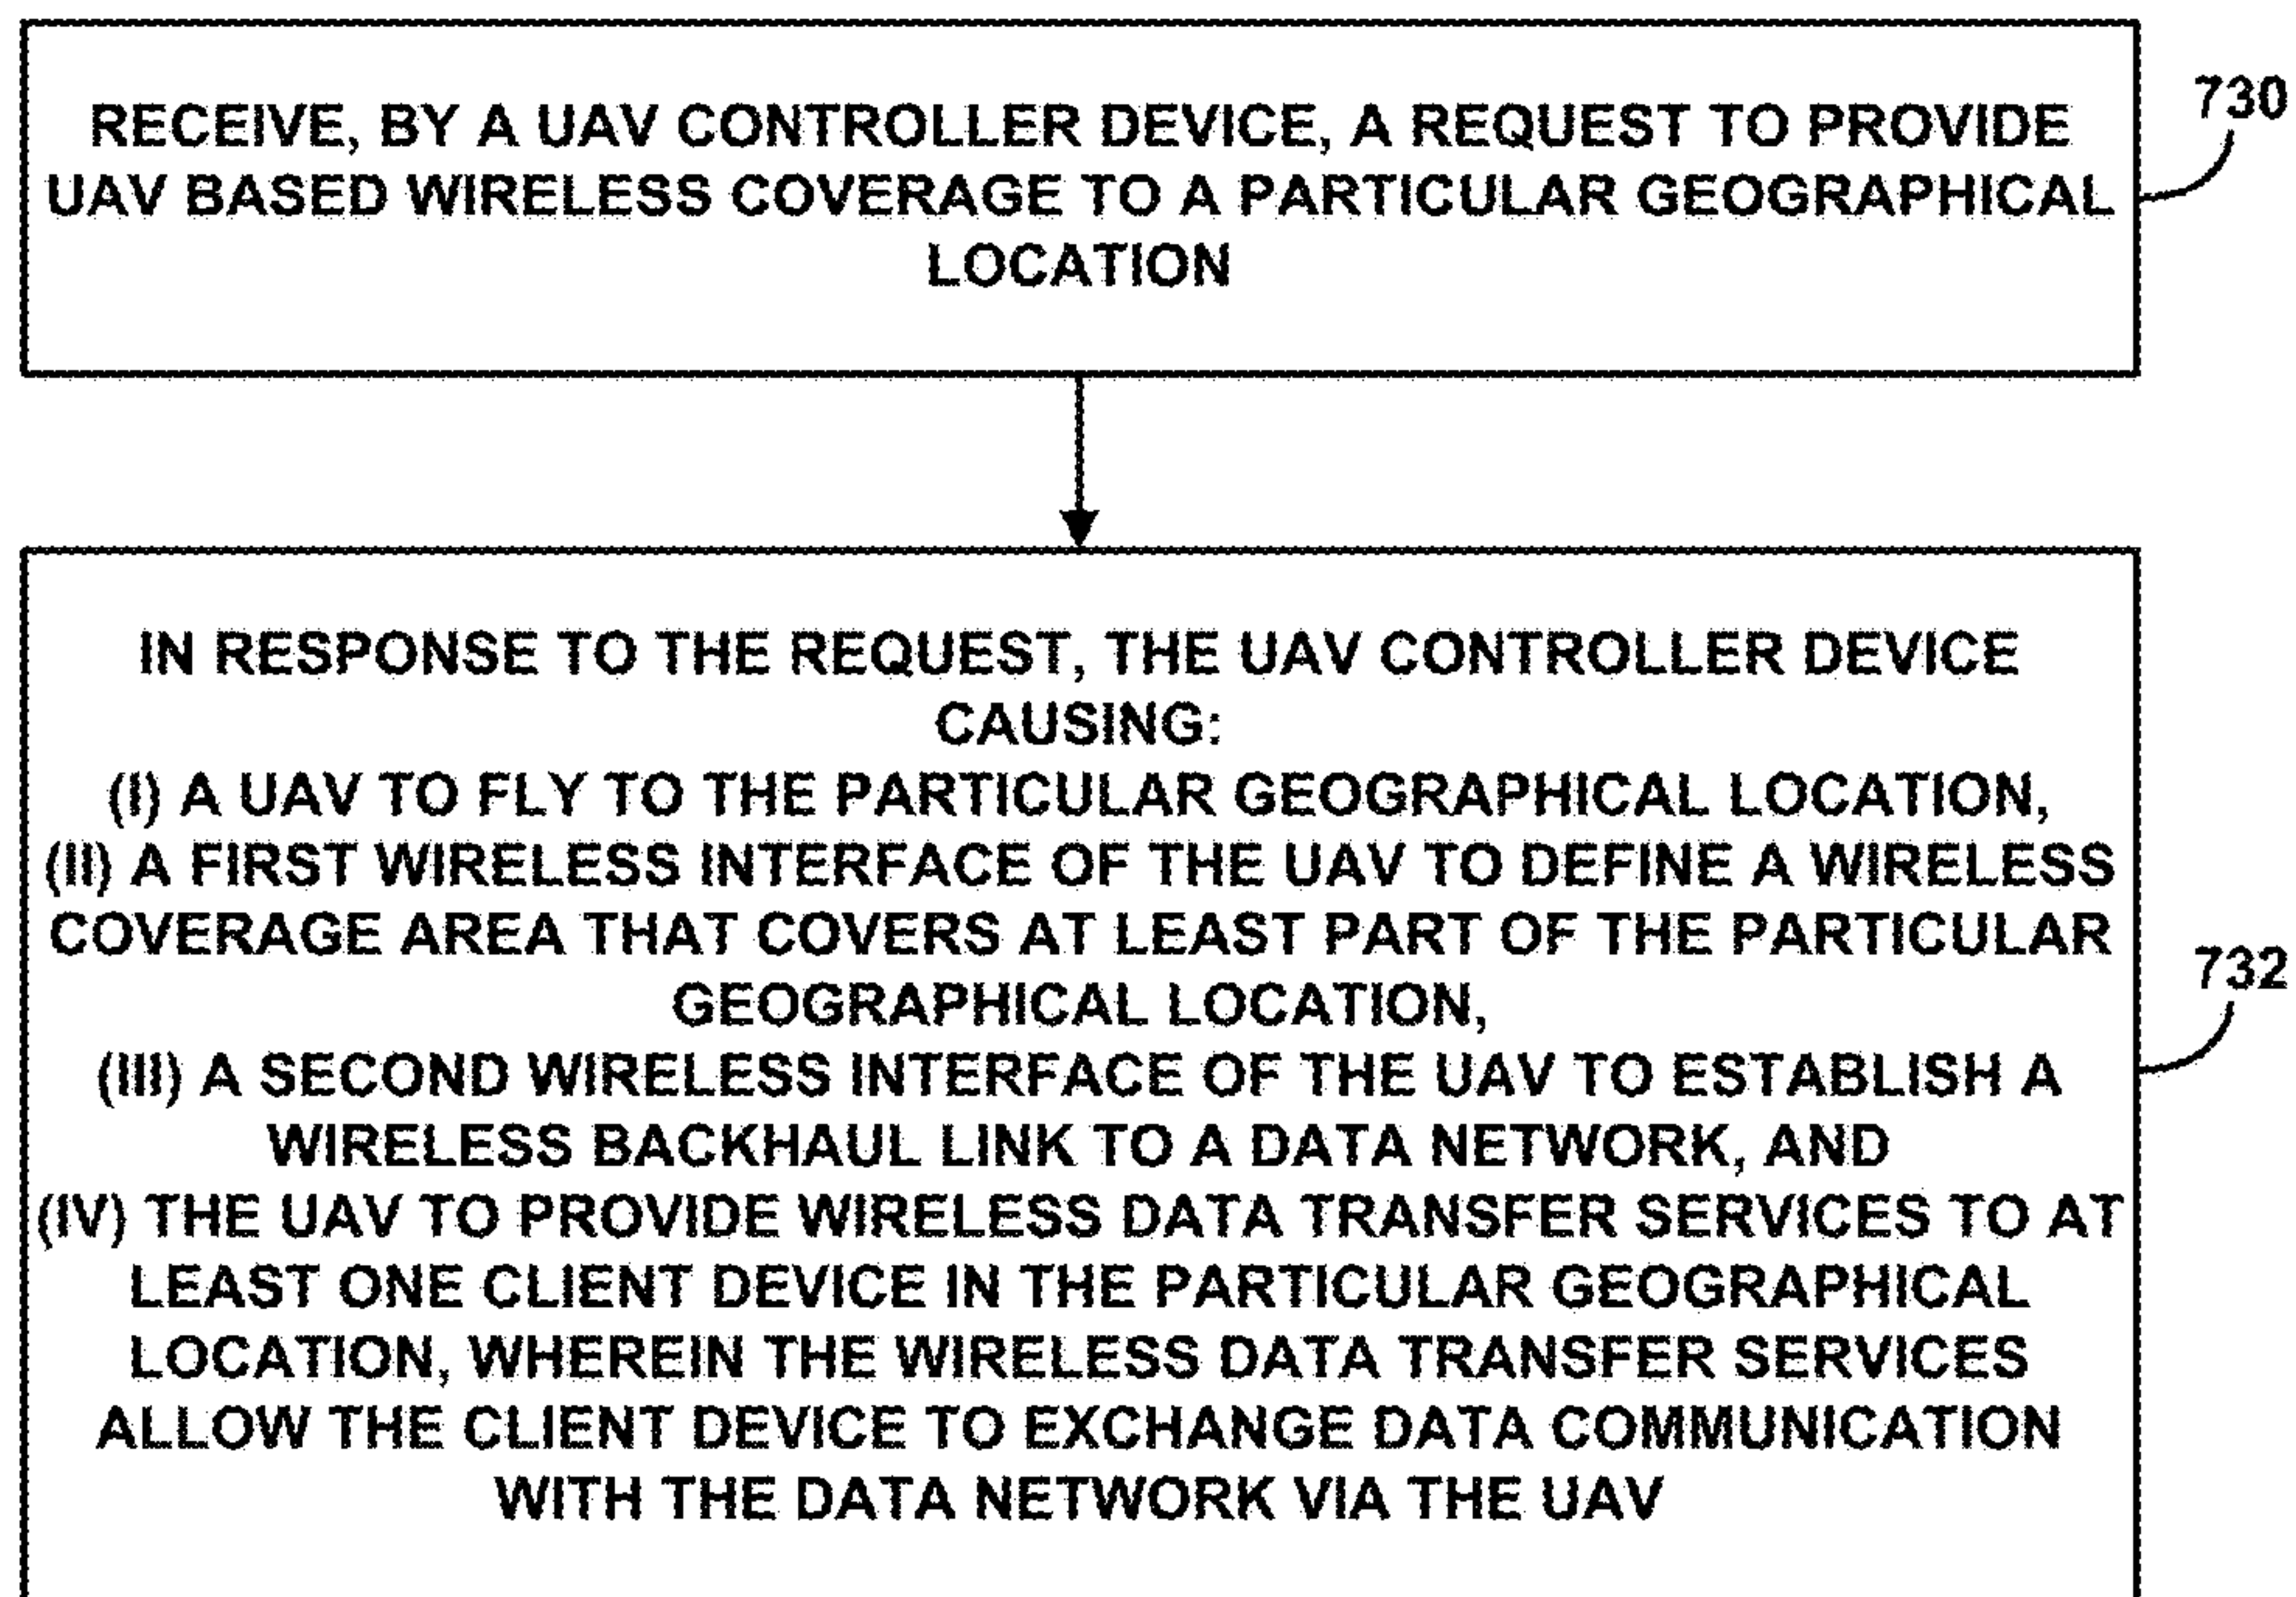 RECEIVE, BY A UAV CONTROLLER DEVICE, A REQUEST TO PROVIDE
UAV BASED WIRELESS COVERAGE TO A PARTICULAR GEOGRAPHICAL
LOCATION
730
IN RESPONSE TO THE REQUEST, THE UAV CONTROLLER DEVICE
CAUSING:
(I) A UAV TO FLY TO THE PARTICULAR GEOGRAPHICAL LOCATION,
(II) A FIRST WIRELESS INTERFACE OF THE UAV TO DEFINE A WIRELESS
COVERAGE AREA THAT COVERS AT LEAST PART OF THE PARTICULAR
GEOGRAPHICAL LOCATION,
(III) A SECOND WIRELESS INTERFACE OF THE UAV TO ESTABLISH A
WIRELESS BACKHAUL LINK TO A DATA NETWORK, AND
(IV) THE UAV TO PROVIDE WIRELESS DATA TRANSFER SERVICES TO AT
LEAST ONE CLIENT DEVICE IN THE PARTICULAR GEOGRAPHICAL
LOCATION, WHEREIN THE WIRELESS DATA TRANSFER SERVICES
ALLOW THE CLIENT DEVICE TO EXCHANGE DATA COMMUNICATION
WITH THE DATA NETWORK VIA THE UAV
732